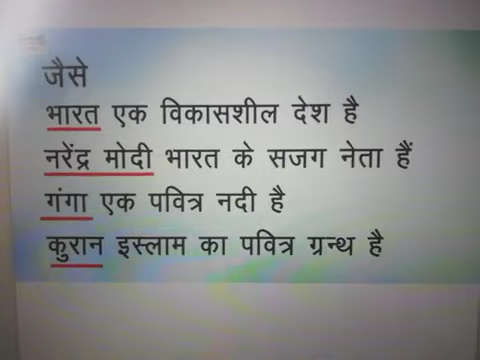 जैसे
भारत एक विकासशील देश है
नरेंद्र मोदी भारत के सजग नेता हैं
गंगा एक पवित्र नदी है
कुरान इस्लाम का पवित्र ग्रन्थ है